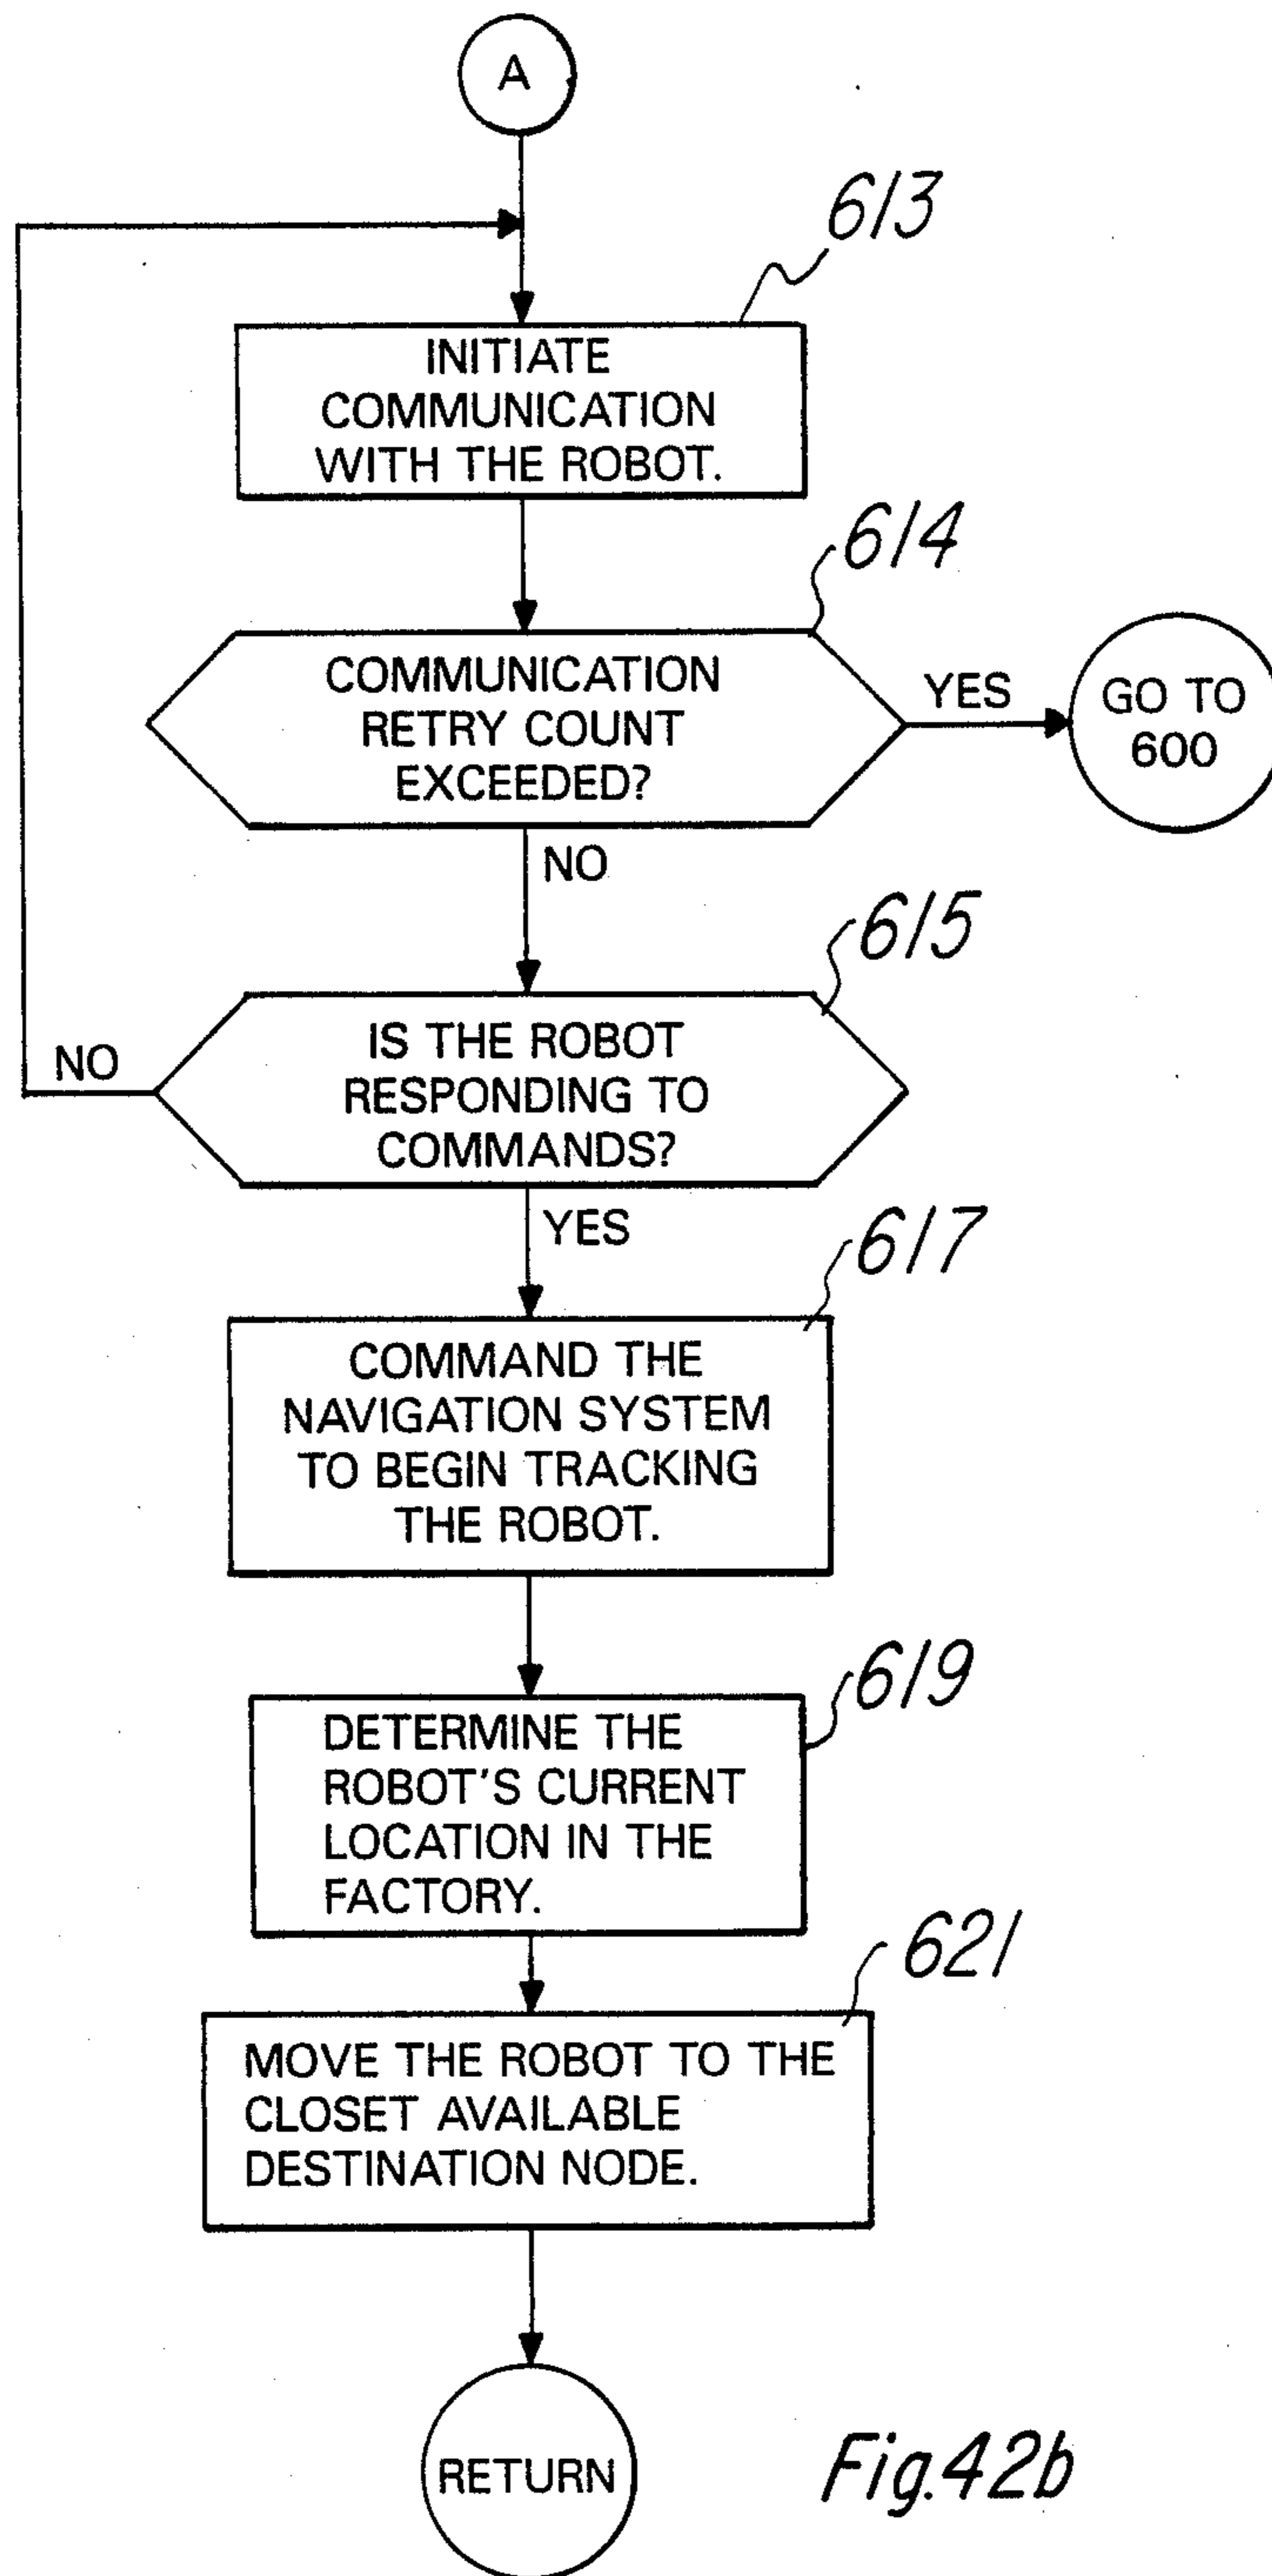 A
613
INITIATE
COMMUNICATION
WITH THE ROBOT.
614
COMMUNICATION
RETRY COUNT
EXCEEDED?
YES
GO TO
600
NO
615
IS THE ROBOT
RESPONDING TO
COMMANDS?
NO
YES
617
COMMAND THE
NAVIGATION SYSTEM
TO BEGIN TRACKING
THE ROBOT.
619
DETERMINE THE
ROBOT'S CURRENT
LOCATION IN THE
FACTORY.
621
MOVE THE ROBOT TO THE
CLOSET AVAILABLE
DESTINATION NODE.
RETURN
Fig.42b